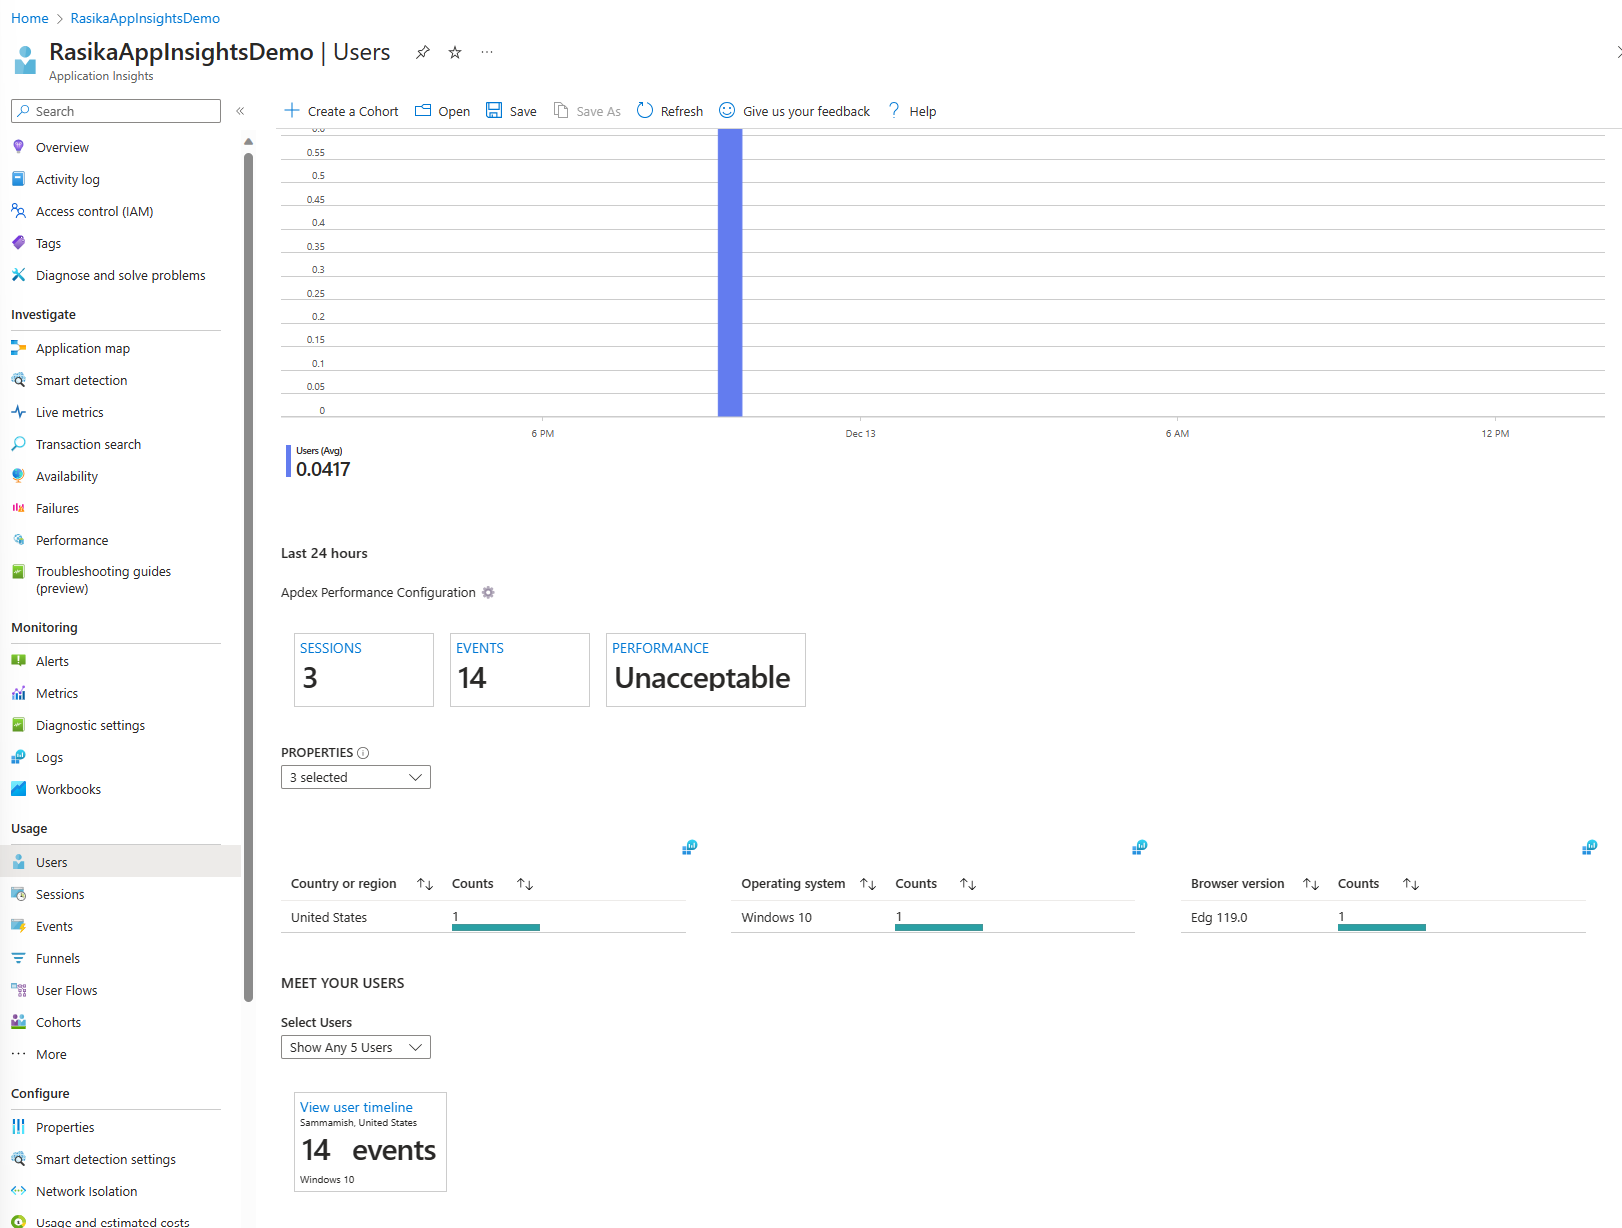 Home > RasikaAppInsightsDemo
RasikaAppInsightsDemo | Users
Application Insights
Search
Overview
Activity log
Access control (IAM)
Tags
Diagnose and solve problems
Investigate
Application map
Smart detection
Live metrics
Transaction search
Availability
Failures
Performance
Troubleshooting guides
(preview)
Monitoring
Alerts
Metrics
Diagnostic settings
Logs
Workbooks
Usage
Users
Sessions
Events
Funnels
User Flows
Cohorts
More
Configure
Properties
Smart detection settings
Network Isolation
Usage and estimated costs
Create a Cohort Open Save Save As Refresh Give us your feedback Help
0.6
0.55
0.5
0.45
0.4
0.35
0.3
0.25
0.2
0.15
0.1
0.05
0
6 PM Dec 13 6 AM 12 PM
Users (Avg)
0.0417
Last 24 hours
Apdex Performance Configuration
SESSIONS
3
EVENTS
14
PERFORMANCE
Unacceptable
PROPERTIES
3 selected
Country or region Counts
United States 1
Operating system Counts
Windows 10 1
Browser version Counts
Edg 119.0 1
MEET YOUR USERS
Select Users
Show Any 5 Users
View user timeline
Sammamish, United States
14 events
Windows 10